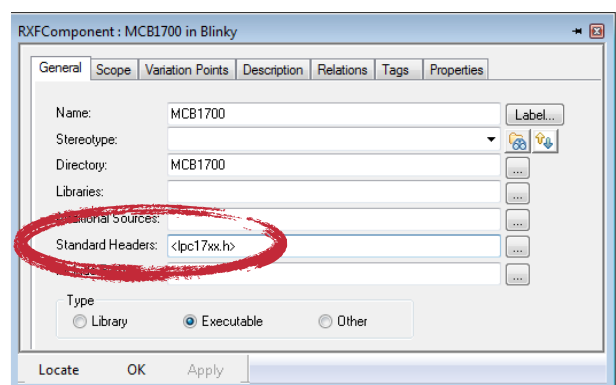 RXFComponent : MCB1700 in Blinky
General Scope Variation Points Description Relations Tags Properties
Name: MCB1700 Label...
Stereotype:
Directory: MCB1700 ...
Libraries: ...
Sources: ...
Standard Headers: <lpc17xx.h> ...
...
Type
Library Executable Other
Locate OK Apply